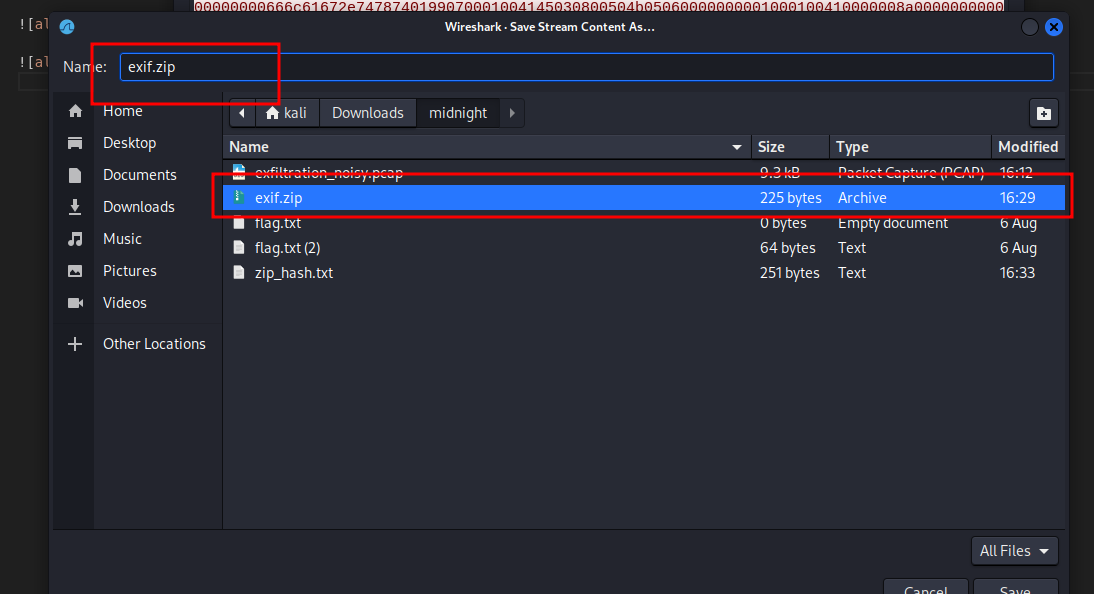 00000000666c61672e7478740199070001004145030800504b05060000000001000100410000008a0000000000
![al
Wireshark · Save Stream Content As...
![al
Name: exif.zip
Home
kali Downloads midnight
Desktop
Name Size Type Modified
Documents
exfiltration_noisy.pcap 9.3 kB Packet Capture (PCAP) 16:12
Downloads
exif.zip 225 bytes Archive 16:29
flag.txt 0 bytes Empty document 6 Aug
Music
flag.txt (2) 64 bytes Text 6 Aug
Pictures
zip_hash.txt 251 bytes Text 16:33
Videos
Other Locations
All Files
Cancel Save